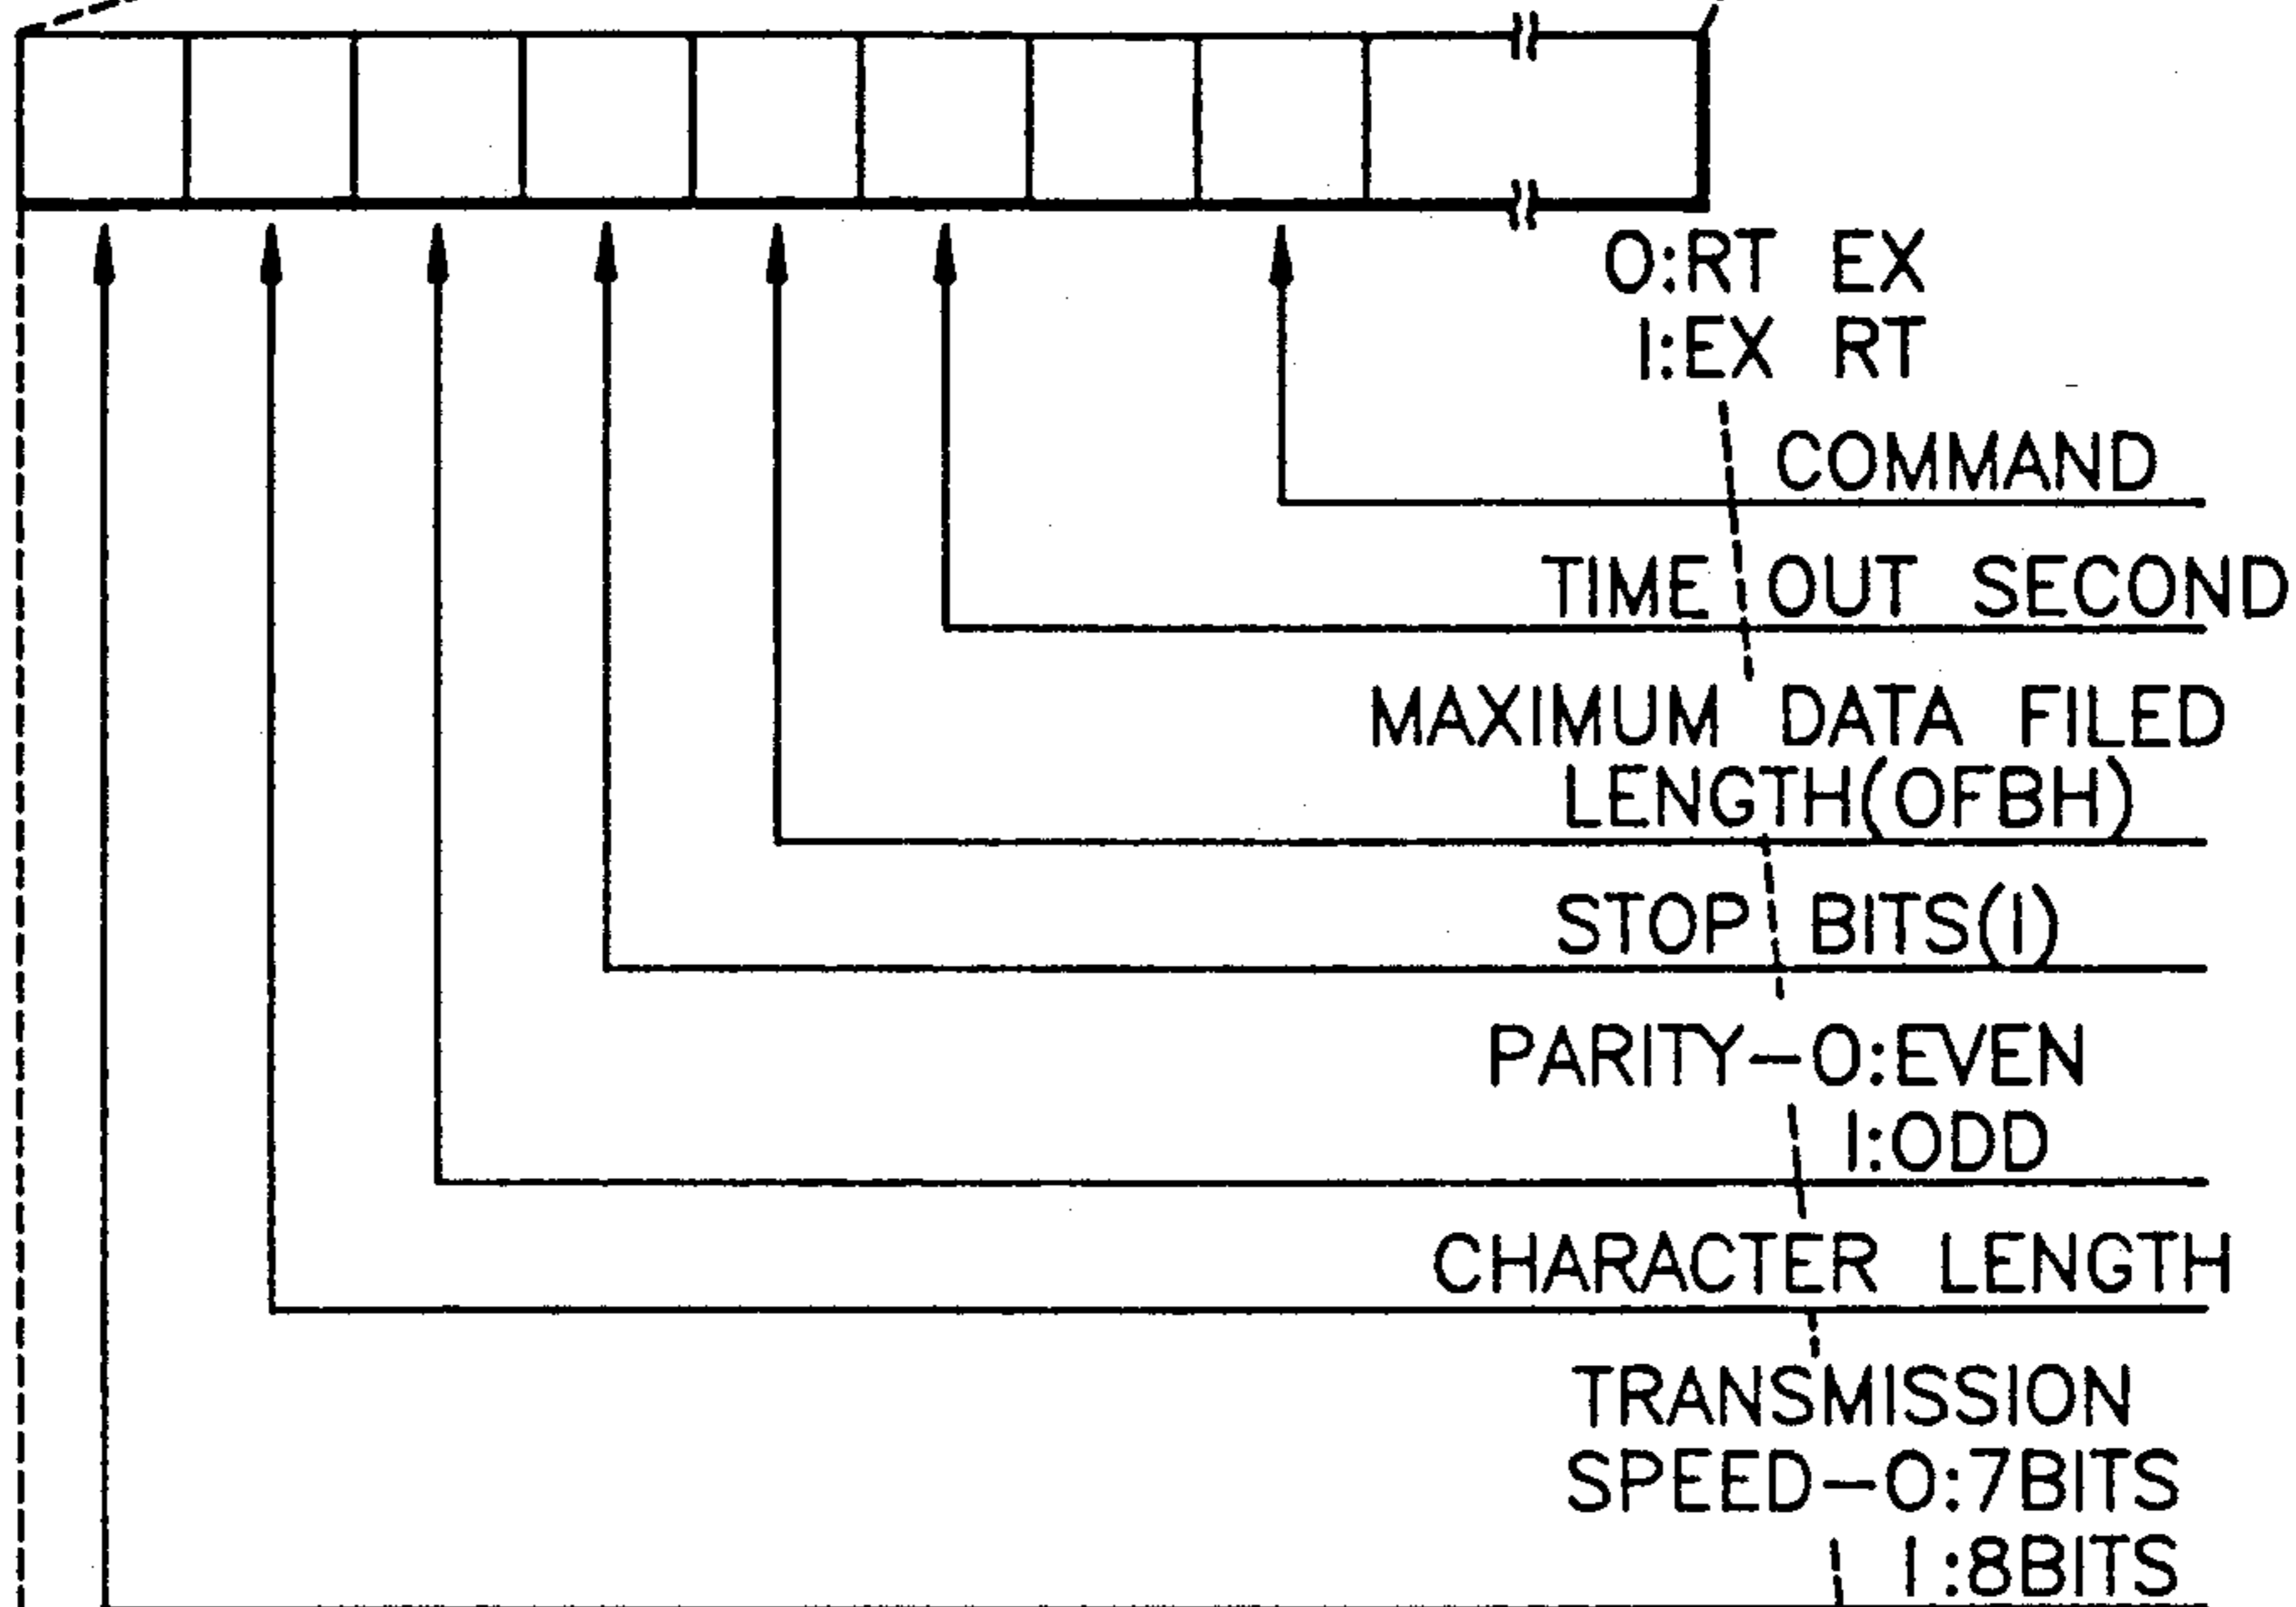 0:RT EX
1:EX RT
COMMAND
TIME OUT SECOND
MAXIMUM DATA FILED
LENGTH(OFBH)
STOP BITS(1)
PARITY-0:EVEN
1:ODD
CHARACTER LENGTH
TRANSMISSION
SPEED-0:7BITS
1:8BITS